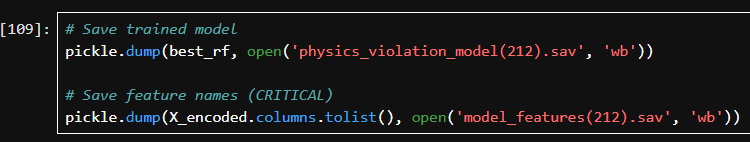 [109]: # Save trained model
pickle.dump(best_rf, open('physics_violation_model(212).sav', 'wb'))
# Save feature names (CRITICAL)
pickle.dump(X_encoded.columns.tolist(), open('model_features(212).sav', 'wb'))